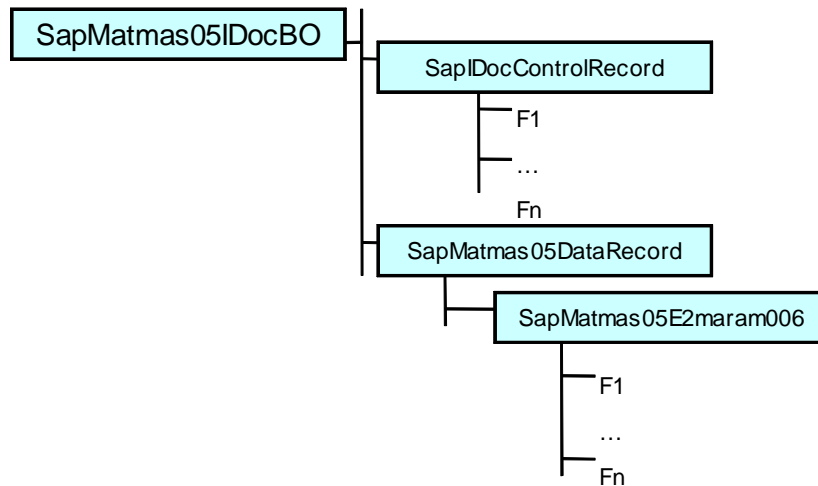 SapMatmas05IDocBO
SapIDocControlRecord
F1
…
Fn
SapMatmas05DataRecord
SapMatmas05E2maram006
F1
…
Fn